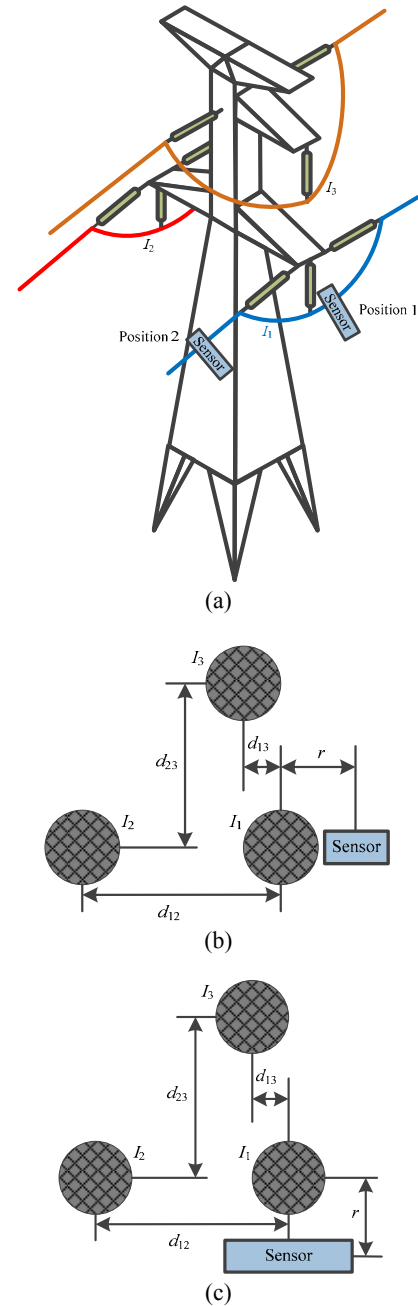 I3
I2
Position 1
Sensor
I1
Position 2
Sensor
(a)
I3
d13
r
d23
I2
I1
Sensor
d12
(b)
I3
d13
d23
I2
I1
r
d12
Sensor
(c)